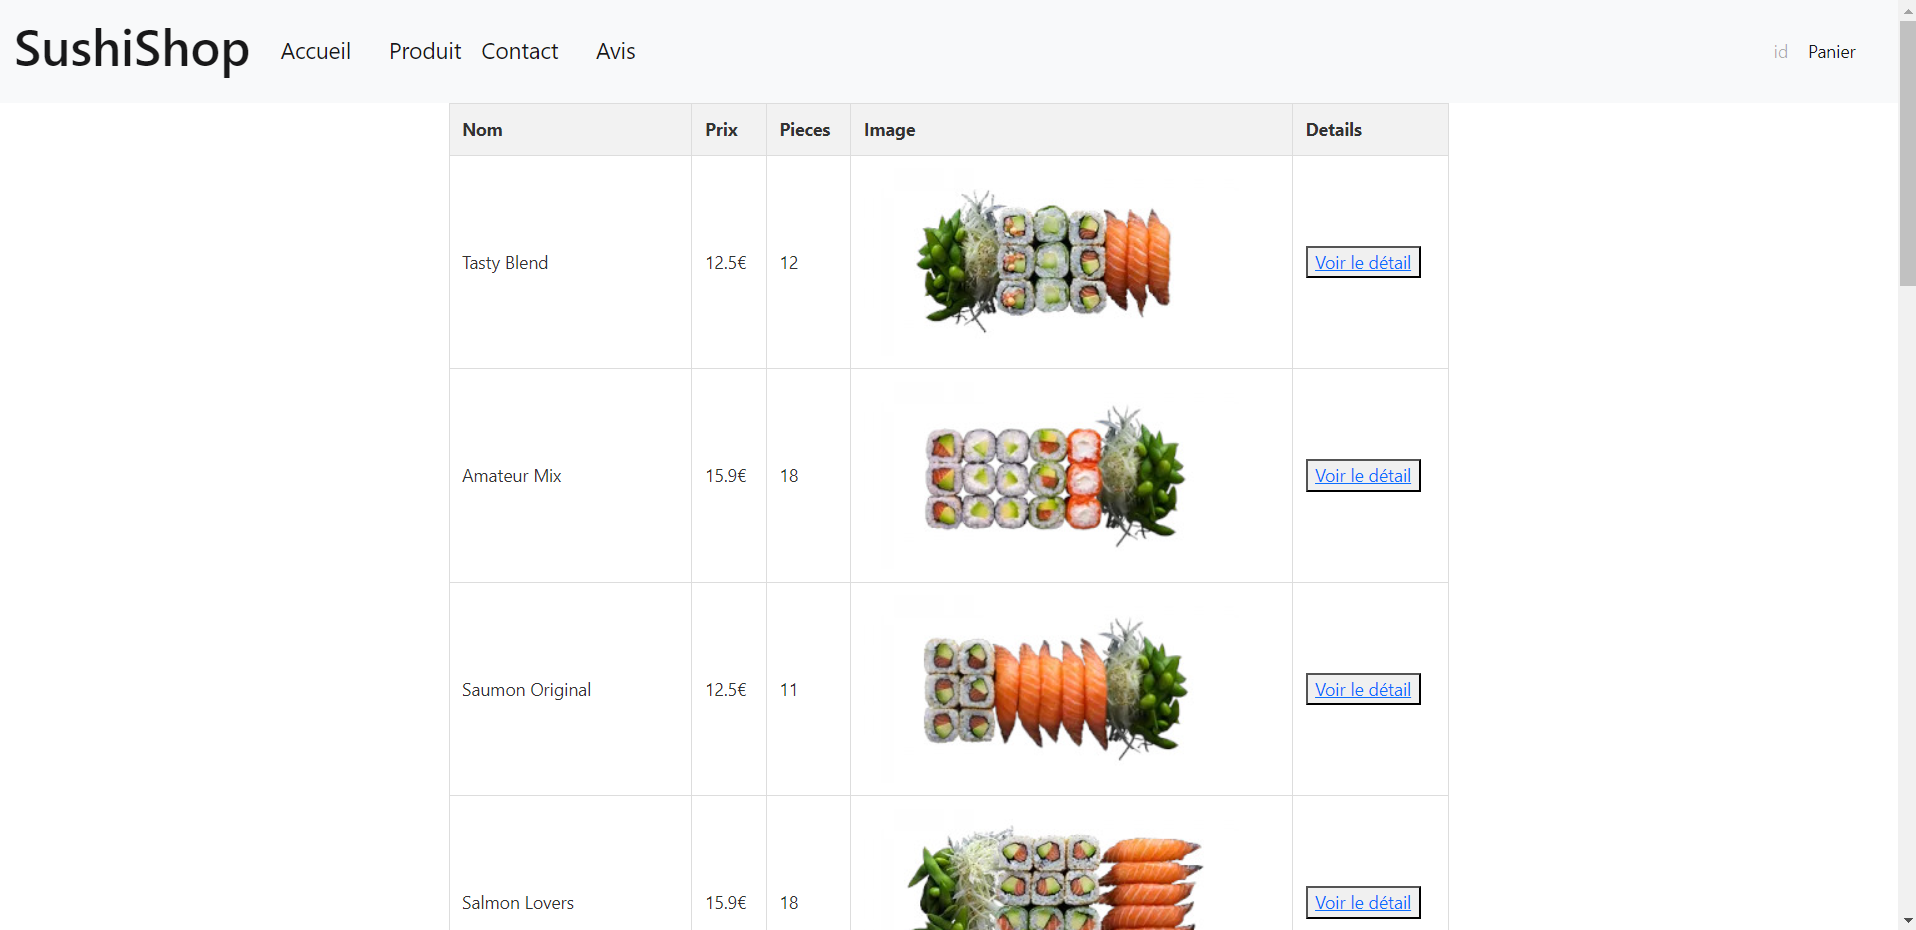 SushiShop Accueil Produit Contact Avis id Panier
Nom Prix Pieces Image Details
Tasty Blend 12.5€ 12 Voir le détail
Amateur Mix 15.9€ 18 Voir le détail
Saumon Original 12.5€ 11 Voir le détail
Salmon Lovers 15.9€ 18 Voir le détail